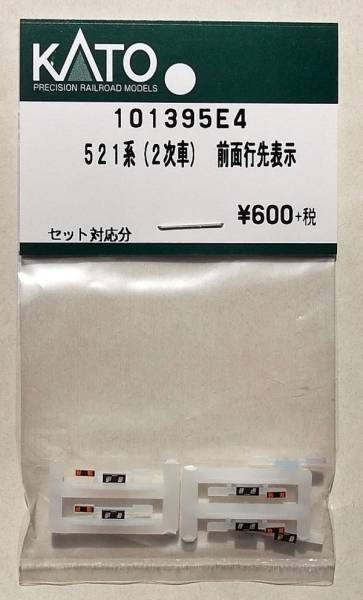 KATO
PRECISION RAILROAD MODELS
101395E4
521系(2次車) 前面行先表示
¥600+税
セット対応分